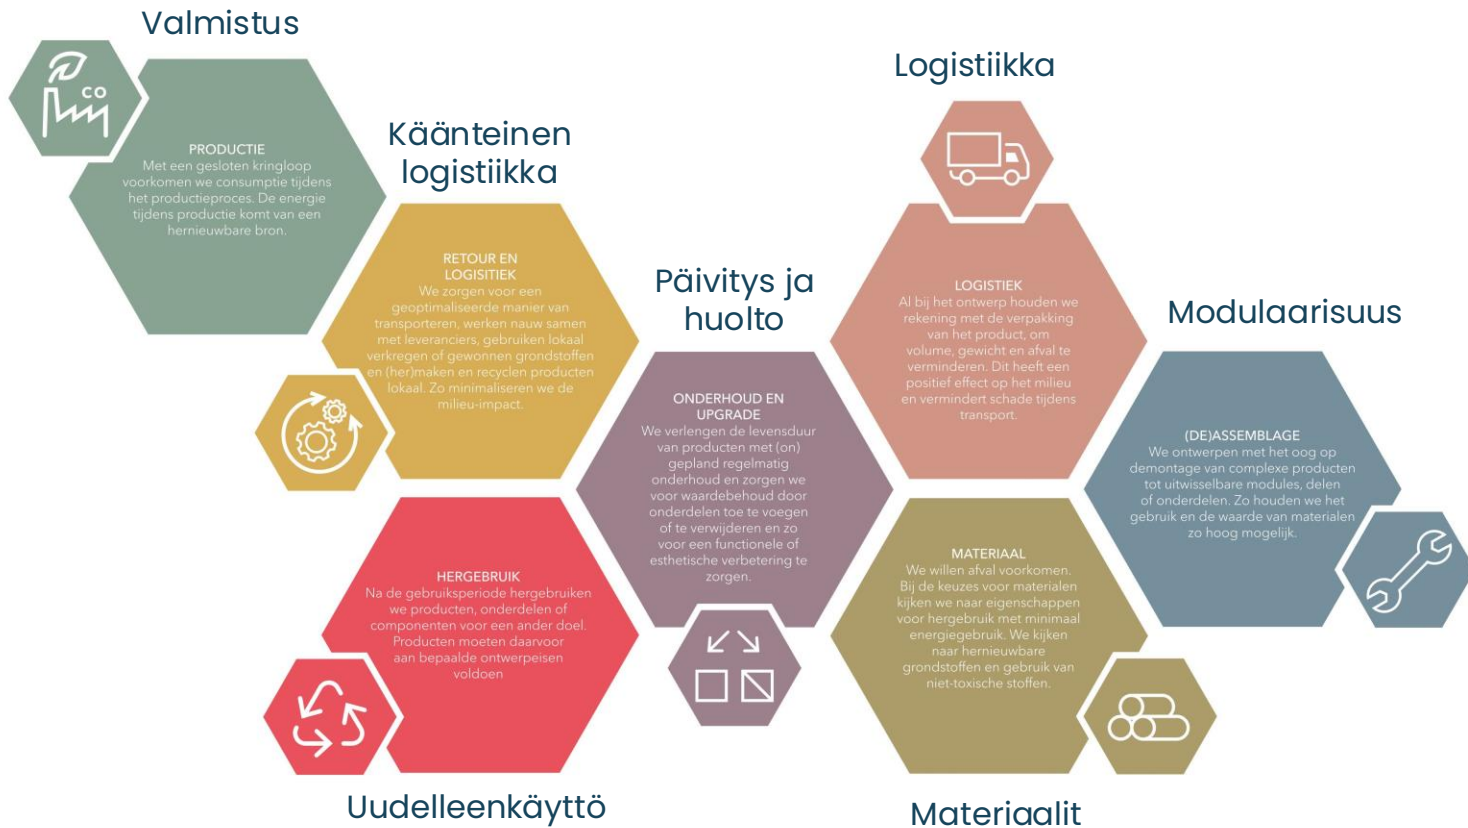 Valmistus
CO
PRODUCTIE
Met een gesloten kringloop
voorkomen we consumptie tijdens
het productieproces. De energie
tijdens productie komt van een
hernieuwbare bron.
Käänteinen
logistiikka
RETOUR EN
LOGISITIEK
We zorgen voor een
geoptimaliseerde manier van
transporteren, werken nauw samen
met leveranciers, gebruiken lokaal
verkregen of gewonnen grondstoffen
en (her)maken en recyclen producten
lokaal. Zo minimaliseren we de
milieu-impact.
Päivitys ja
huolto
ONDERHOUD EN
UPGRADE
We verlengen de levensduur
van producten met (on)
gepland regelmatig
onderhoud en zorgen we
voor waardebehoud door
onderdelen toe te voegen
of te verwijderen en zo
voor een functionele of
esthetische verbetering te
zorgen.
Logistiikka
LOGISTIEK
Al bij het ontwerp houden we
rekening met de verpakking
van het product, om
volume, gewicht en afval te
verminderen. Dit heeft een
positief effect op het milieu
en vermindert schade tijdens
transport.
Modulaarisuus
(DE)ASSEMBLAGE
We ontwerpen met het oog op
demontage van complexe producten
tot uitwisselbare modules, delen
of onderdelen. Zo houden we het
gebruik en de waarde van materialen
zo hoog mogelijk.
HERGEBRUIK
Na de gebruiksperiode hergebruiken
we producten, onderdelen of
componenten voor een ander doel.
Producten moeten daarvoor
aan bepaalde ontwerpeisen
voldoen
Uudelleenkäyttö
MATERIAAL
We willen afval voorkomen.
Bij de keuzes voor materialen
kijken we naar eigenschappen
voor hergebruik met minimaal
energiegebruik. We kijken
naar hernieuwbare
grondstoffen en gebruik van
niet-toxische stoffen.
Materiaalit